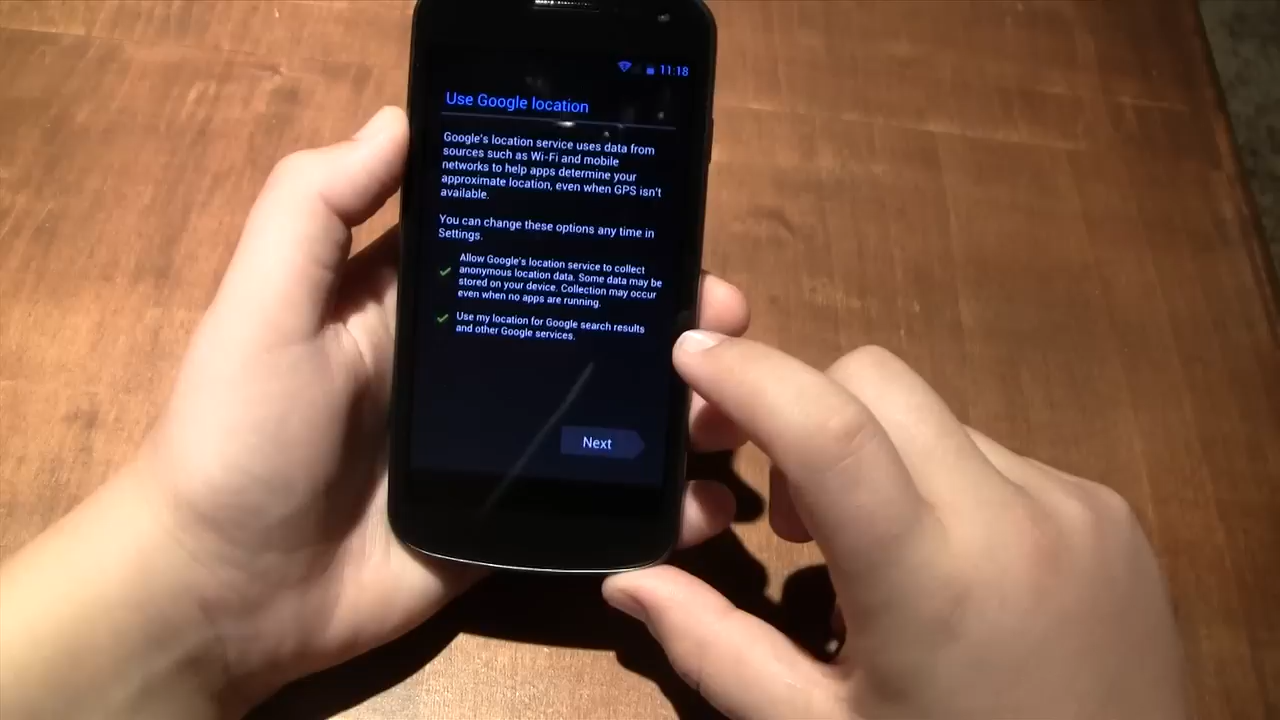 11:18
Use Google location
Google's location service uses data from
sources such as Wi-Fi and mobile
networks to help apps determine your
approximate location, even when GPS isn't
available.
You can change these options any time in
Settings.
Allow Google's location service to collect
anonymous location data. Some data may be
stored on your device. Collection may occur
even when no apps are running.
Use my location for Google search results
and other Google services.
Next